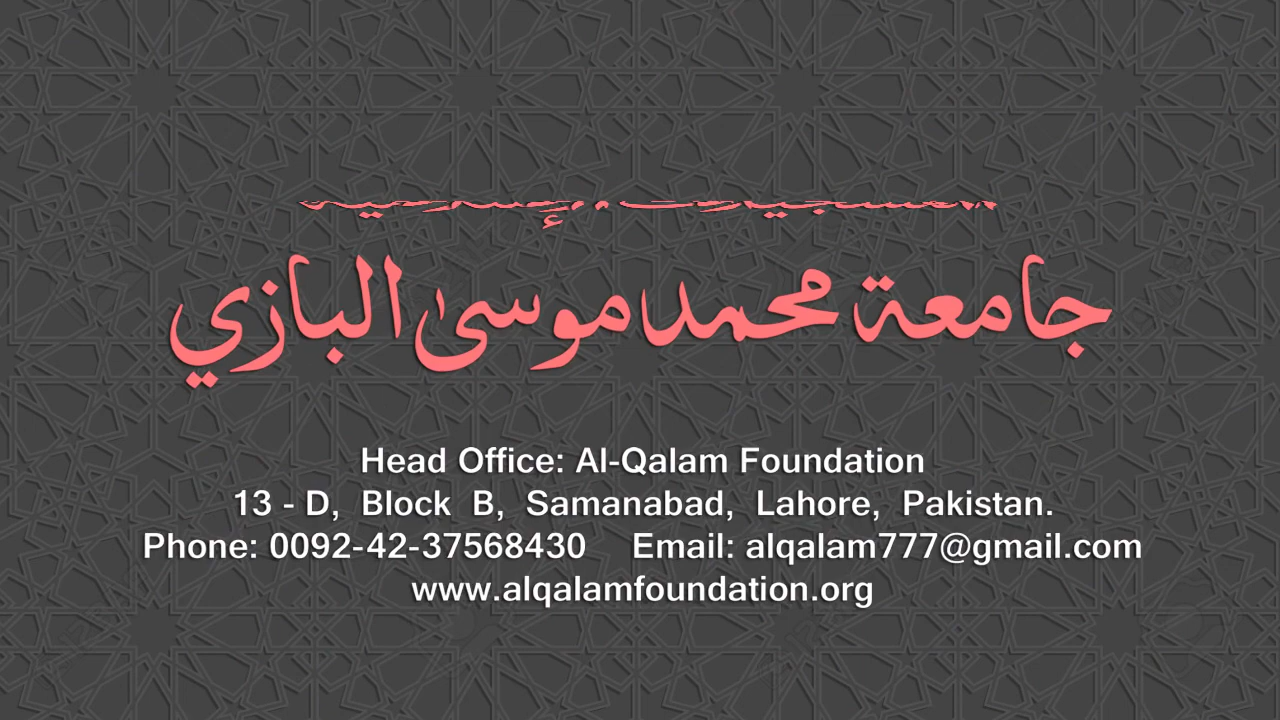 جامعة محمد موسىٰ البازي
Head Office: Al-Qalam Foundation
13 - D, Block B, Samanabad, Lahore, Pakistan.
Phone: 0092-42-37568430 Email: alqalam777@gmail.com
www.alqalamfoundation.org